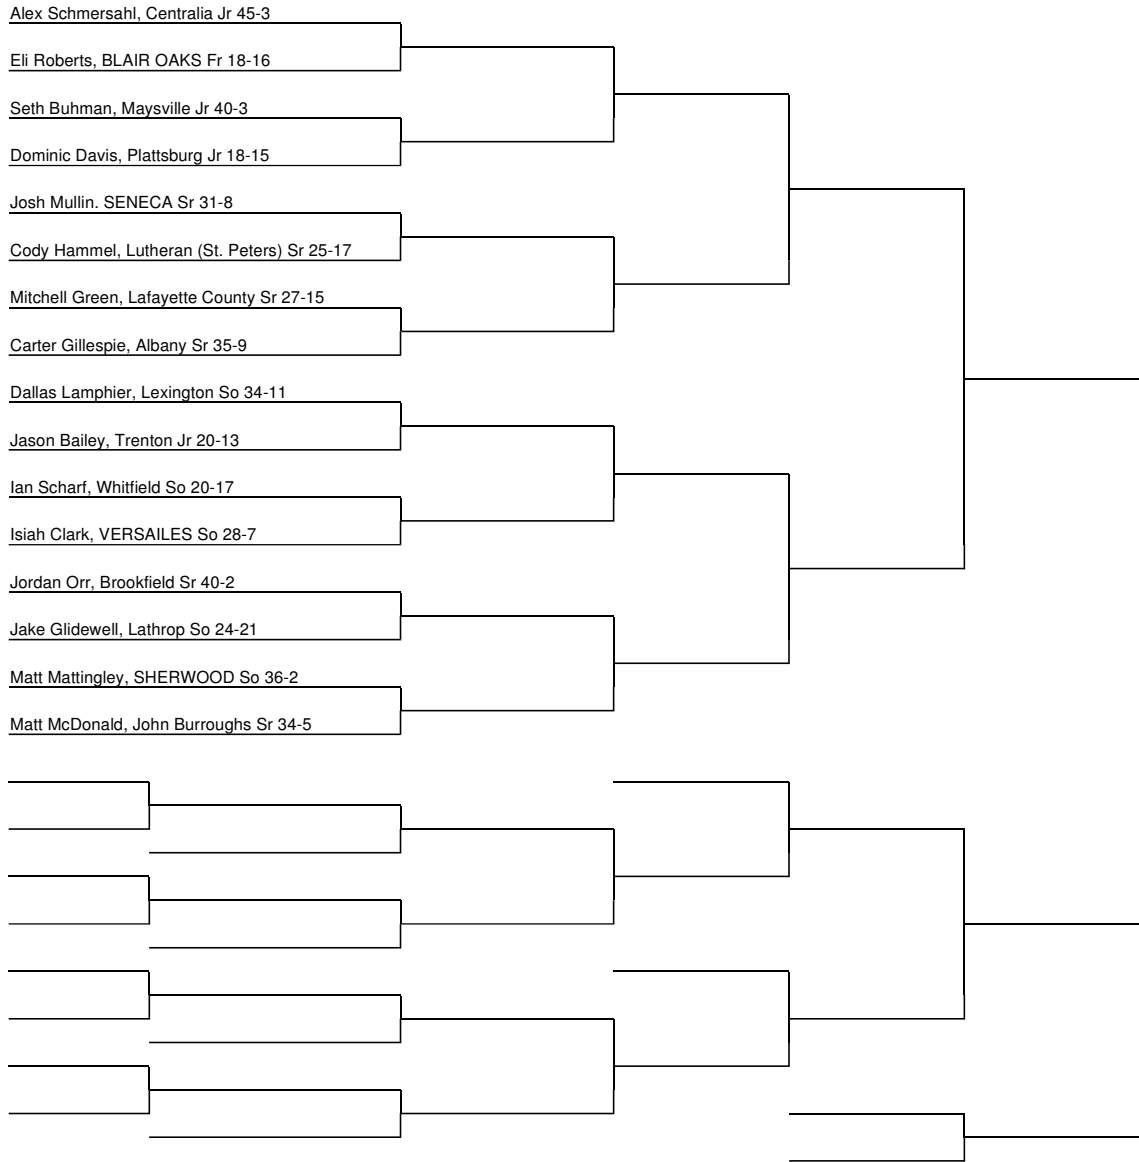 Alex Schmersahl, Centralia Jr 45-3
Eli Roberts, BLAIR OAKS Fr 18-16
Seth Buhman, Maysville Jr 40-3
Dominic Davis, Plattsburg Jr 18-15
Josh Mullin. SENECA Sr 31-8
Cody Hammel, Lutheran (St. Peters) Sr 25-17
Mitchell Green, Lafayette County Sr 27-15
Carter Gillespie, Albany Sr 35-9
Dallas Lamphier, Lexington So 34-11
Jason Bailey, Trenton Jr 20-13
Ian Scharf, Whitfield So 20-17
Isiah Clark, VERSAILES So 28-7
Jordan Orr, Brookfield Sr 40-2
Jake Glidewell, Lathrop So 24-21
Matt Mattingley, SHERWOOD So 36-2
Matt McDonald, John Burroughs Sr 34-5